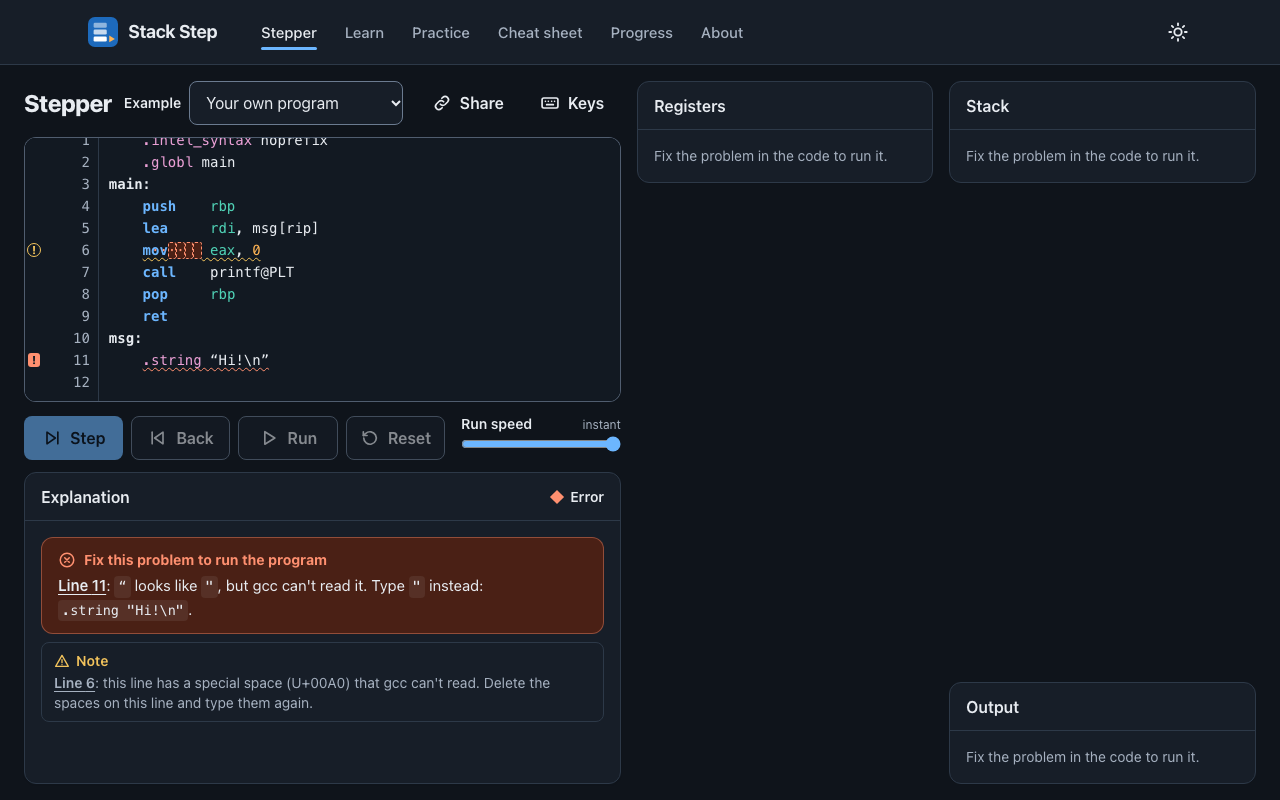 Stack Step
Stepper Learn Practice Cheat sheet Progress About
Stepper Example Your own program Share Keys
1 .intel_syntax noprefix
2 .globl main
3 main:
4 push rbp
5 lea rdi, msg[rip]
6 mov eax, 0
7 call printf@PLT
8 pop rbp
9 ret
10 msg:
11 .string “Hi!\n”
12
Step Back Run Reset Run speed instant
Explanation Error
Fix this problem to run the program
Line 11: “ looks like ", but gcc can't read it. Type " instead:
.string "Hi!\n".
Note
Line 6: this line has a special space (U+00A0) that gcc can't read. Delete the
spaces on this line and type them again.
Registers
Fix the problem in the code to run it.
Stack
Fix the problem in the code to run it.
Output
Fix the problem in the code to run it.